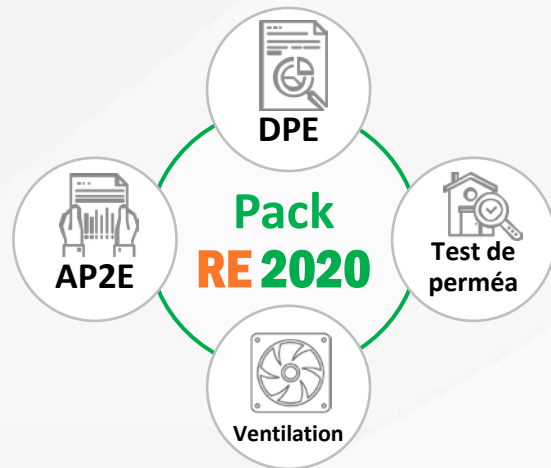 DPE
Pack
RE 2020
AP2E
Test de
perméa
Ventilation